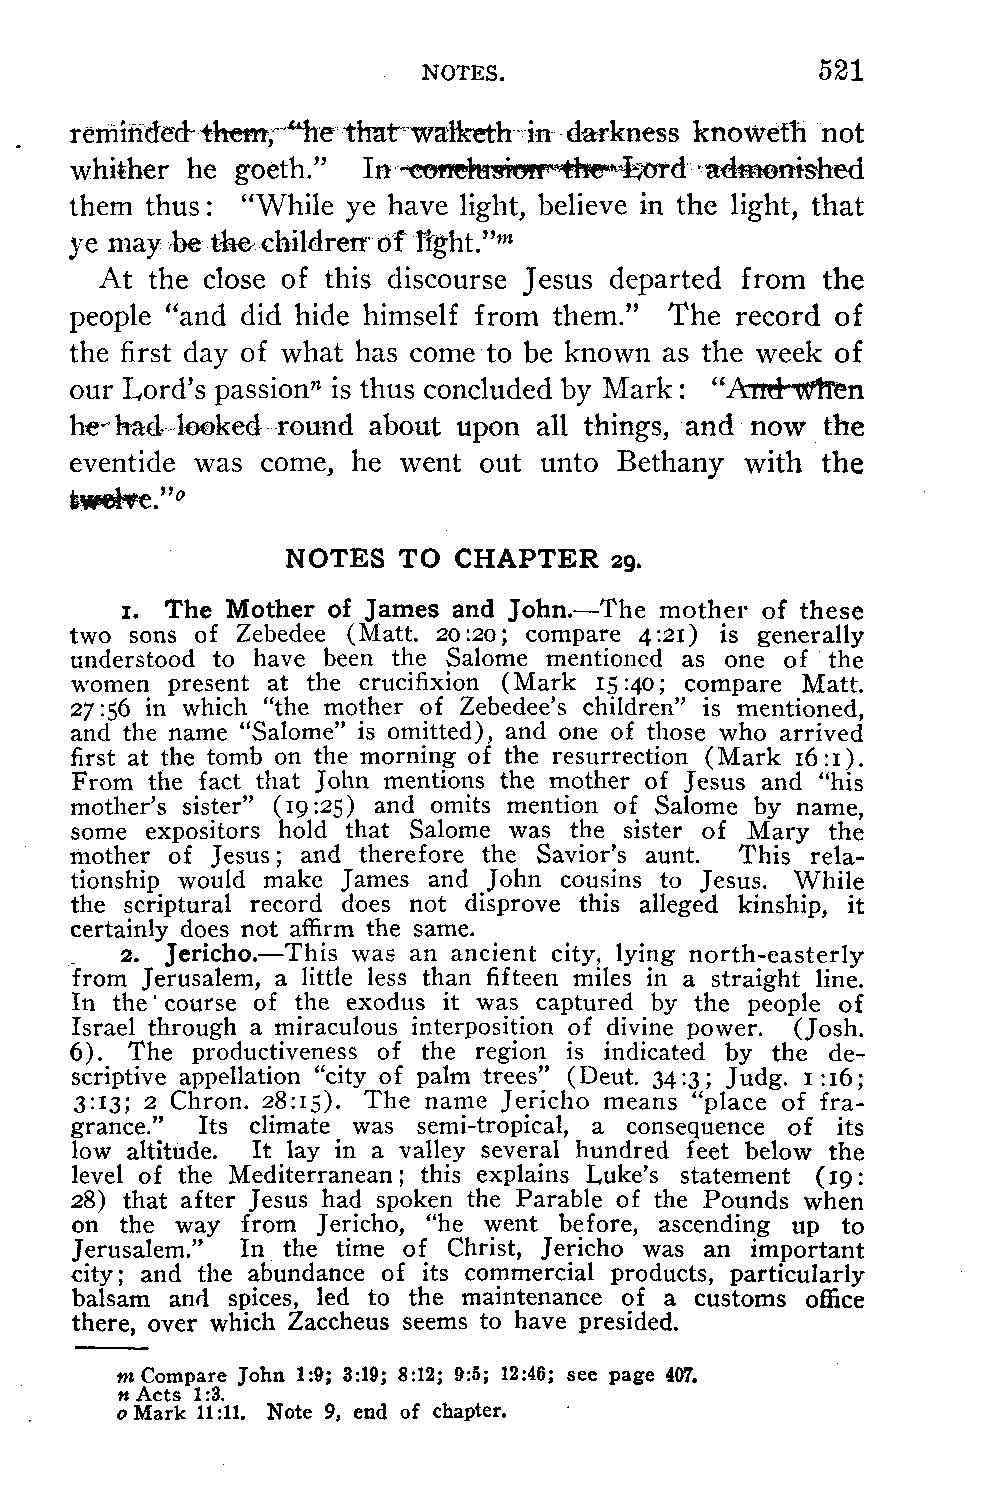 NOTES. 521
reminded them, "he that walketh in darkness knoweth not
whither he goeth." In conclusion the Lord admonished
them thus: "While ye have light, believe in the light, that
ye may be the children of light."m
At the close of this discourse Jesus departed from the
people "and did hide himself from them." The record of
the first day of what has come to be known as the week of
our Lord's passionn is thus concluded by Mark: "And when
he had looked round about upon all things, and now the
eventide was come, he went out unto Bethany with the
twelve."o
NOTES TO CHAPTER 29.
1. The Mother of James and John.—The mother of these
two sons of Zebedee (Matt. 20:20; compare 4:21) is generally
understood to have been the Salome mentioned as one of the
women present at the crucifixion (Mark 15:40; compare Matt.
27:56 in which "the mother of Zebedee's children" is mentioned,
and the name "Salome" is omitted), and one of those who arrived
first at the tomb on the morning of the resurrection (Mark 16:1).
From the fact that John mentions the mother of Jesus and "his
mother's sister" (19:25) and omits mention of Salome by name,
some expositors hold that Salome was the sister of Mary the
mother of Jesus; and therefore the Savior's aunt. This rela-
tionship would make James and John cousins to Jesus. While
the scriptural record does not disprove this alleged kinship, it
certainly does not affirm the same.
2. Jericho.—This was an ancient city, lying north-easterly
from Jerusalem, a little less than fifteen miles in a straight line.
In the course of the exodus it was captured by the people of
Israel through a miraculous interposition of divine power. (Josh.
6). The productiveness of the region is indicated by the de-
scriptive appellation "city of palm trees" (Deut. 34:3; Judg. 1:16;
3:13; 2 Chron. 28:15). The name Jericho means "place of fra-
grance." Its climate was semi-tropical, a consequence of its
low altitude. It lay in a valley several hundred feet below the
level of the Mediterranean; this explains Luke's statement (19:
28) that after Jesus had spoken the Parable of the Pounds when
on the way from Jericho, "he went before, ascending up to
Jerusalem." In the time of Christ, Jericho was an important
city; and the abundance of its commercial products, particularly
balsam and spices, led to the maintenance of a customs office
there, over which Zaccheus seems to have presided.
m Compare John 1:9; 3:19; 8:12; 9:5; 12:46; see page 407.
n Acts 1:3.
o Mark 11:11. Note 9, end of chapter.